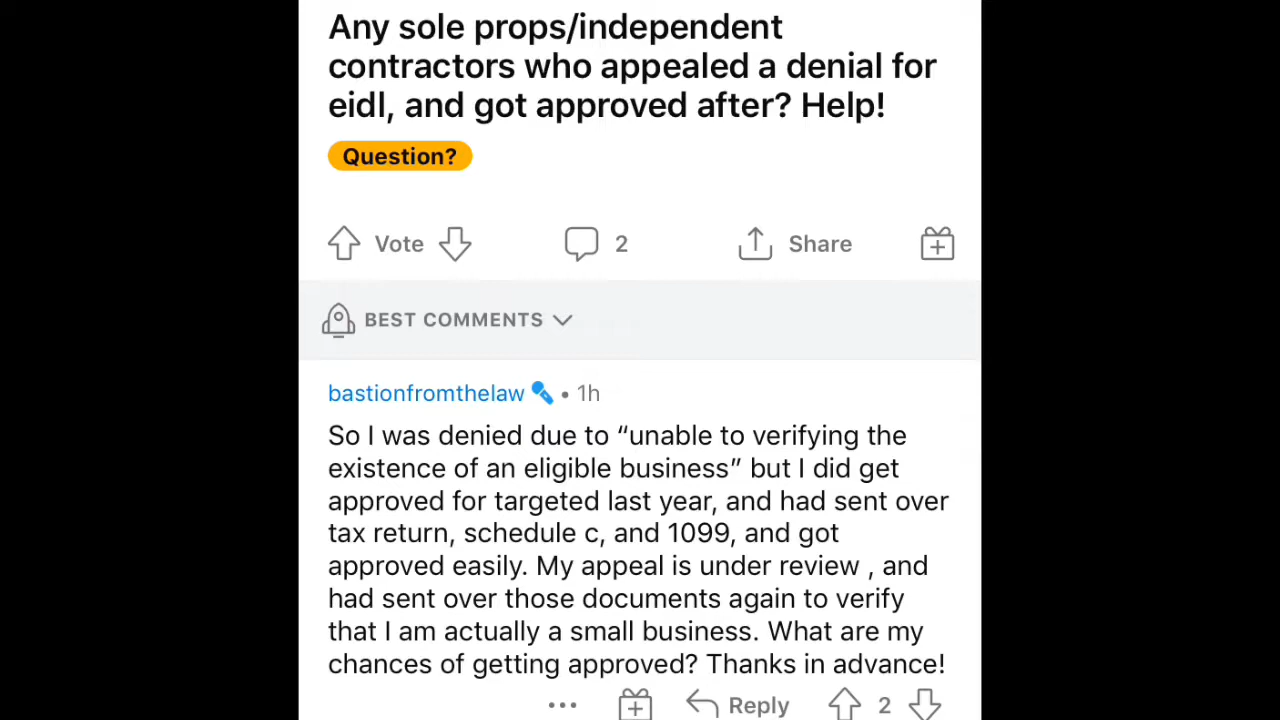 Any sole props/independent
contractors who appealed a denial for
eidl, and got approved after? Help!
Question?
Vote 2 Share
BEST COMMENTS
bastionfromthelaw • 1h
So I was denied due to “unable to verifying the
existence of an eligible business” but I did get
approved for targeted last year, and had sent over
tax return, schedule c, and 1099, and got
approved easily. My appeal is under review , and
had sent over those documents again to verify
that I am actually a small business. What are my
chances of getting approved? Thanks in advance!
Reply 2